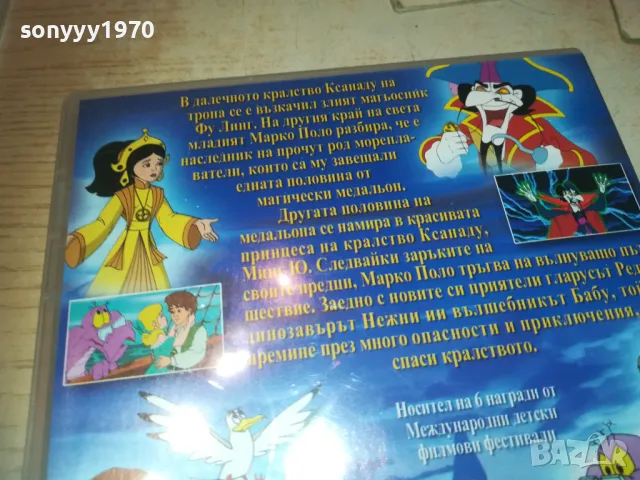 sonyyy1970
В далечното кралство Ксанаду на
трона се е възкачил злият магьосник
Фу Линг. На другия край на света
младият Марко Поло разбира, че е
наследник на прочут род морепла-
ватели, които са му завещали
едната половина от
магически медальон.
Другата половина на
медальона се намира в красивата
принцеса на кралство Ксанаду,
Минг Ю. Следвайки заръките на
своите предци, Марко Поло тръгва на вълнуващо
шествие. Заедно с новите си приятели гларусът
динозавърът Нежни ии вълшебникът Бабу, той
премине през много опасности и приключения,
спаси кралството.
Носител на 6 награди от
Международни детски
филмови фестивали
bazar